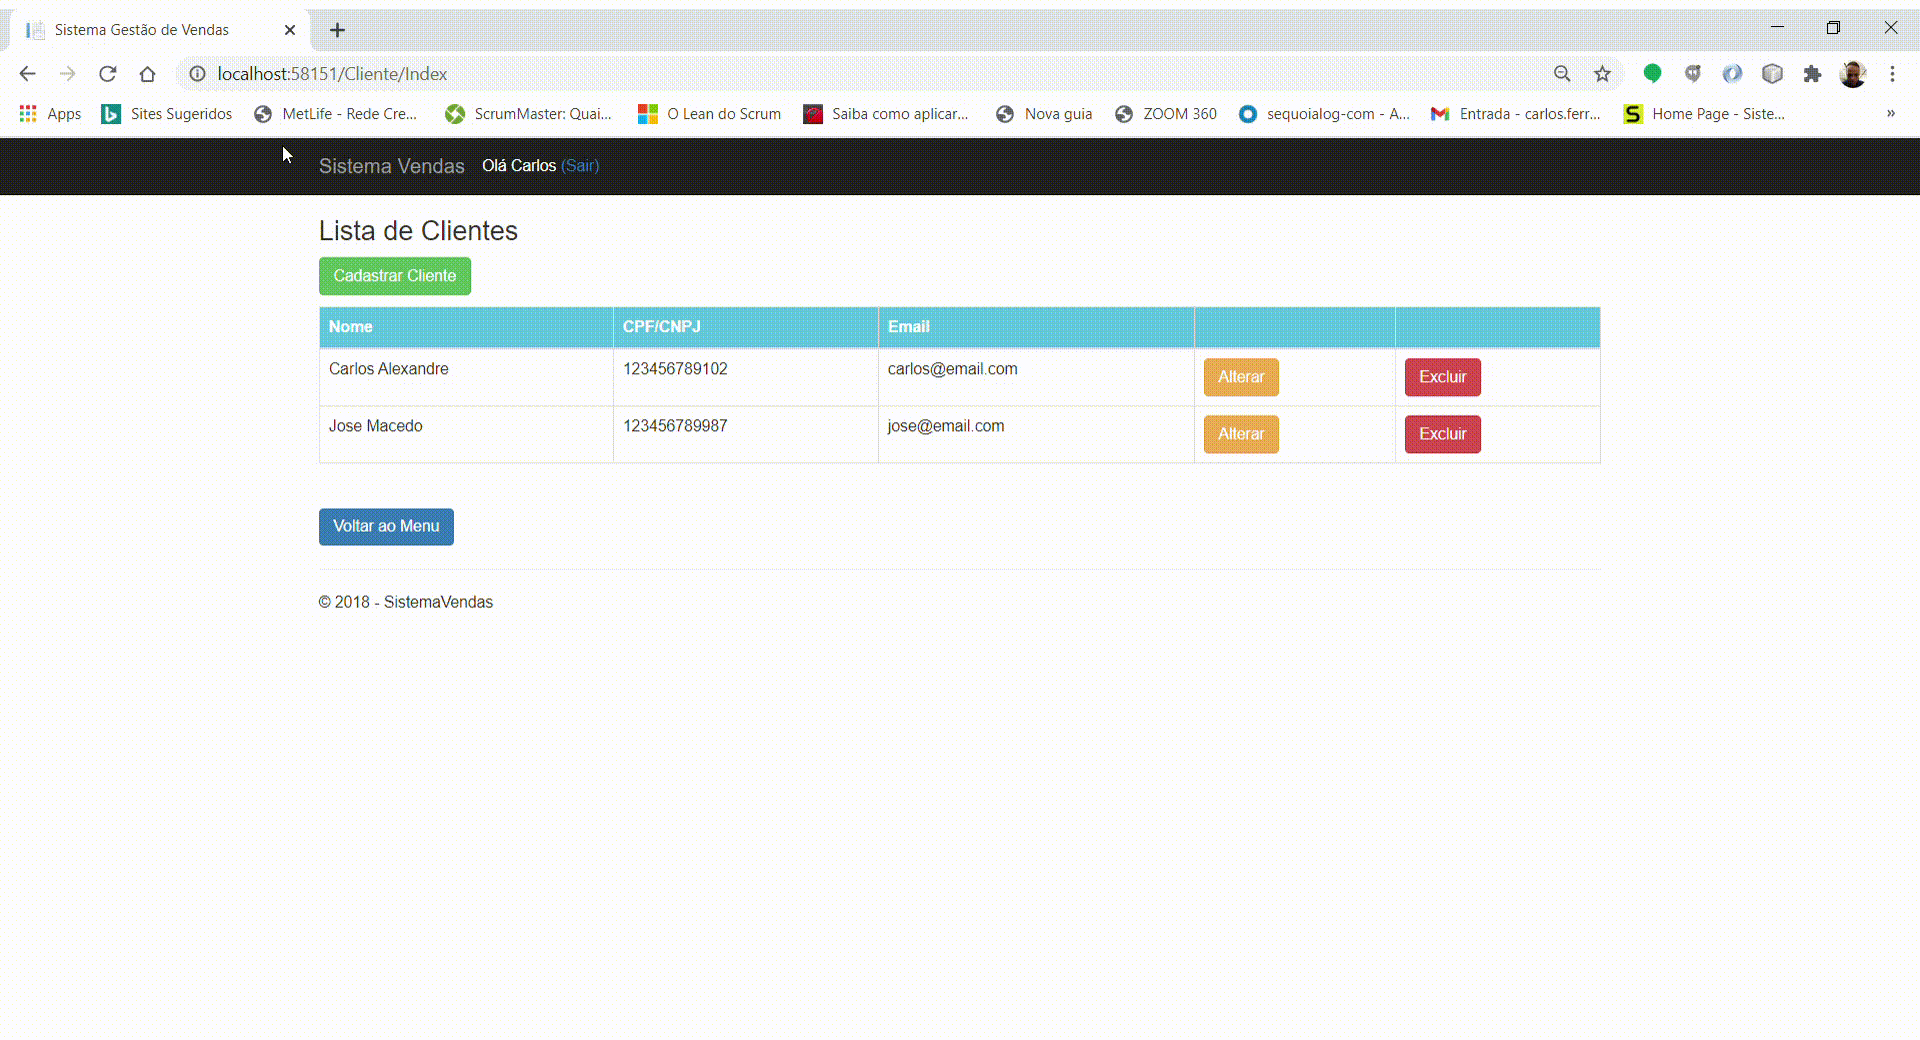 Sistema Gestão de Vendas
localhost:58151/Cliente/Index
Apps Sites Sugeridos MetLife - Rede Cre... ScrumMaster: Quai... O Lean do Scrum Saiba como aplicar... Nova guia ZOOM 360 sequoialog-com - A... Entrada - carlos.ferr... S Home Page - Siste... »
Sistema Vendas Olá Carlos (Sair)
Lista de Clientes
Cadastrar Cliente
Nome CPF/CNPJ Email
Carlos Alexandre 123456789102 carlos@email.com Alterar Excluir
Jose Macedo 123456789987 jose@email.com Alterar Excluir
Voltar ao Menu
© 2018 - SistemaVendas